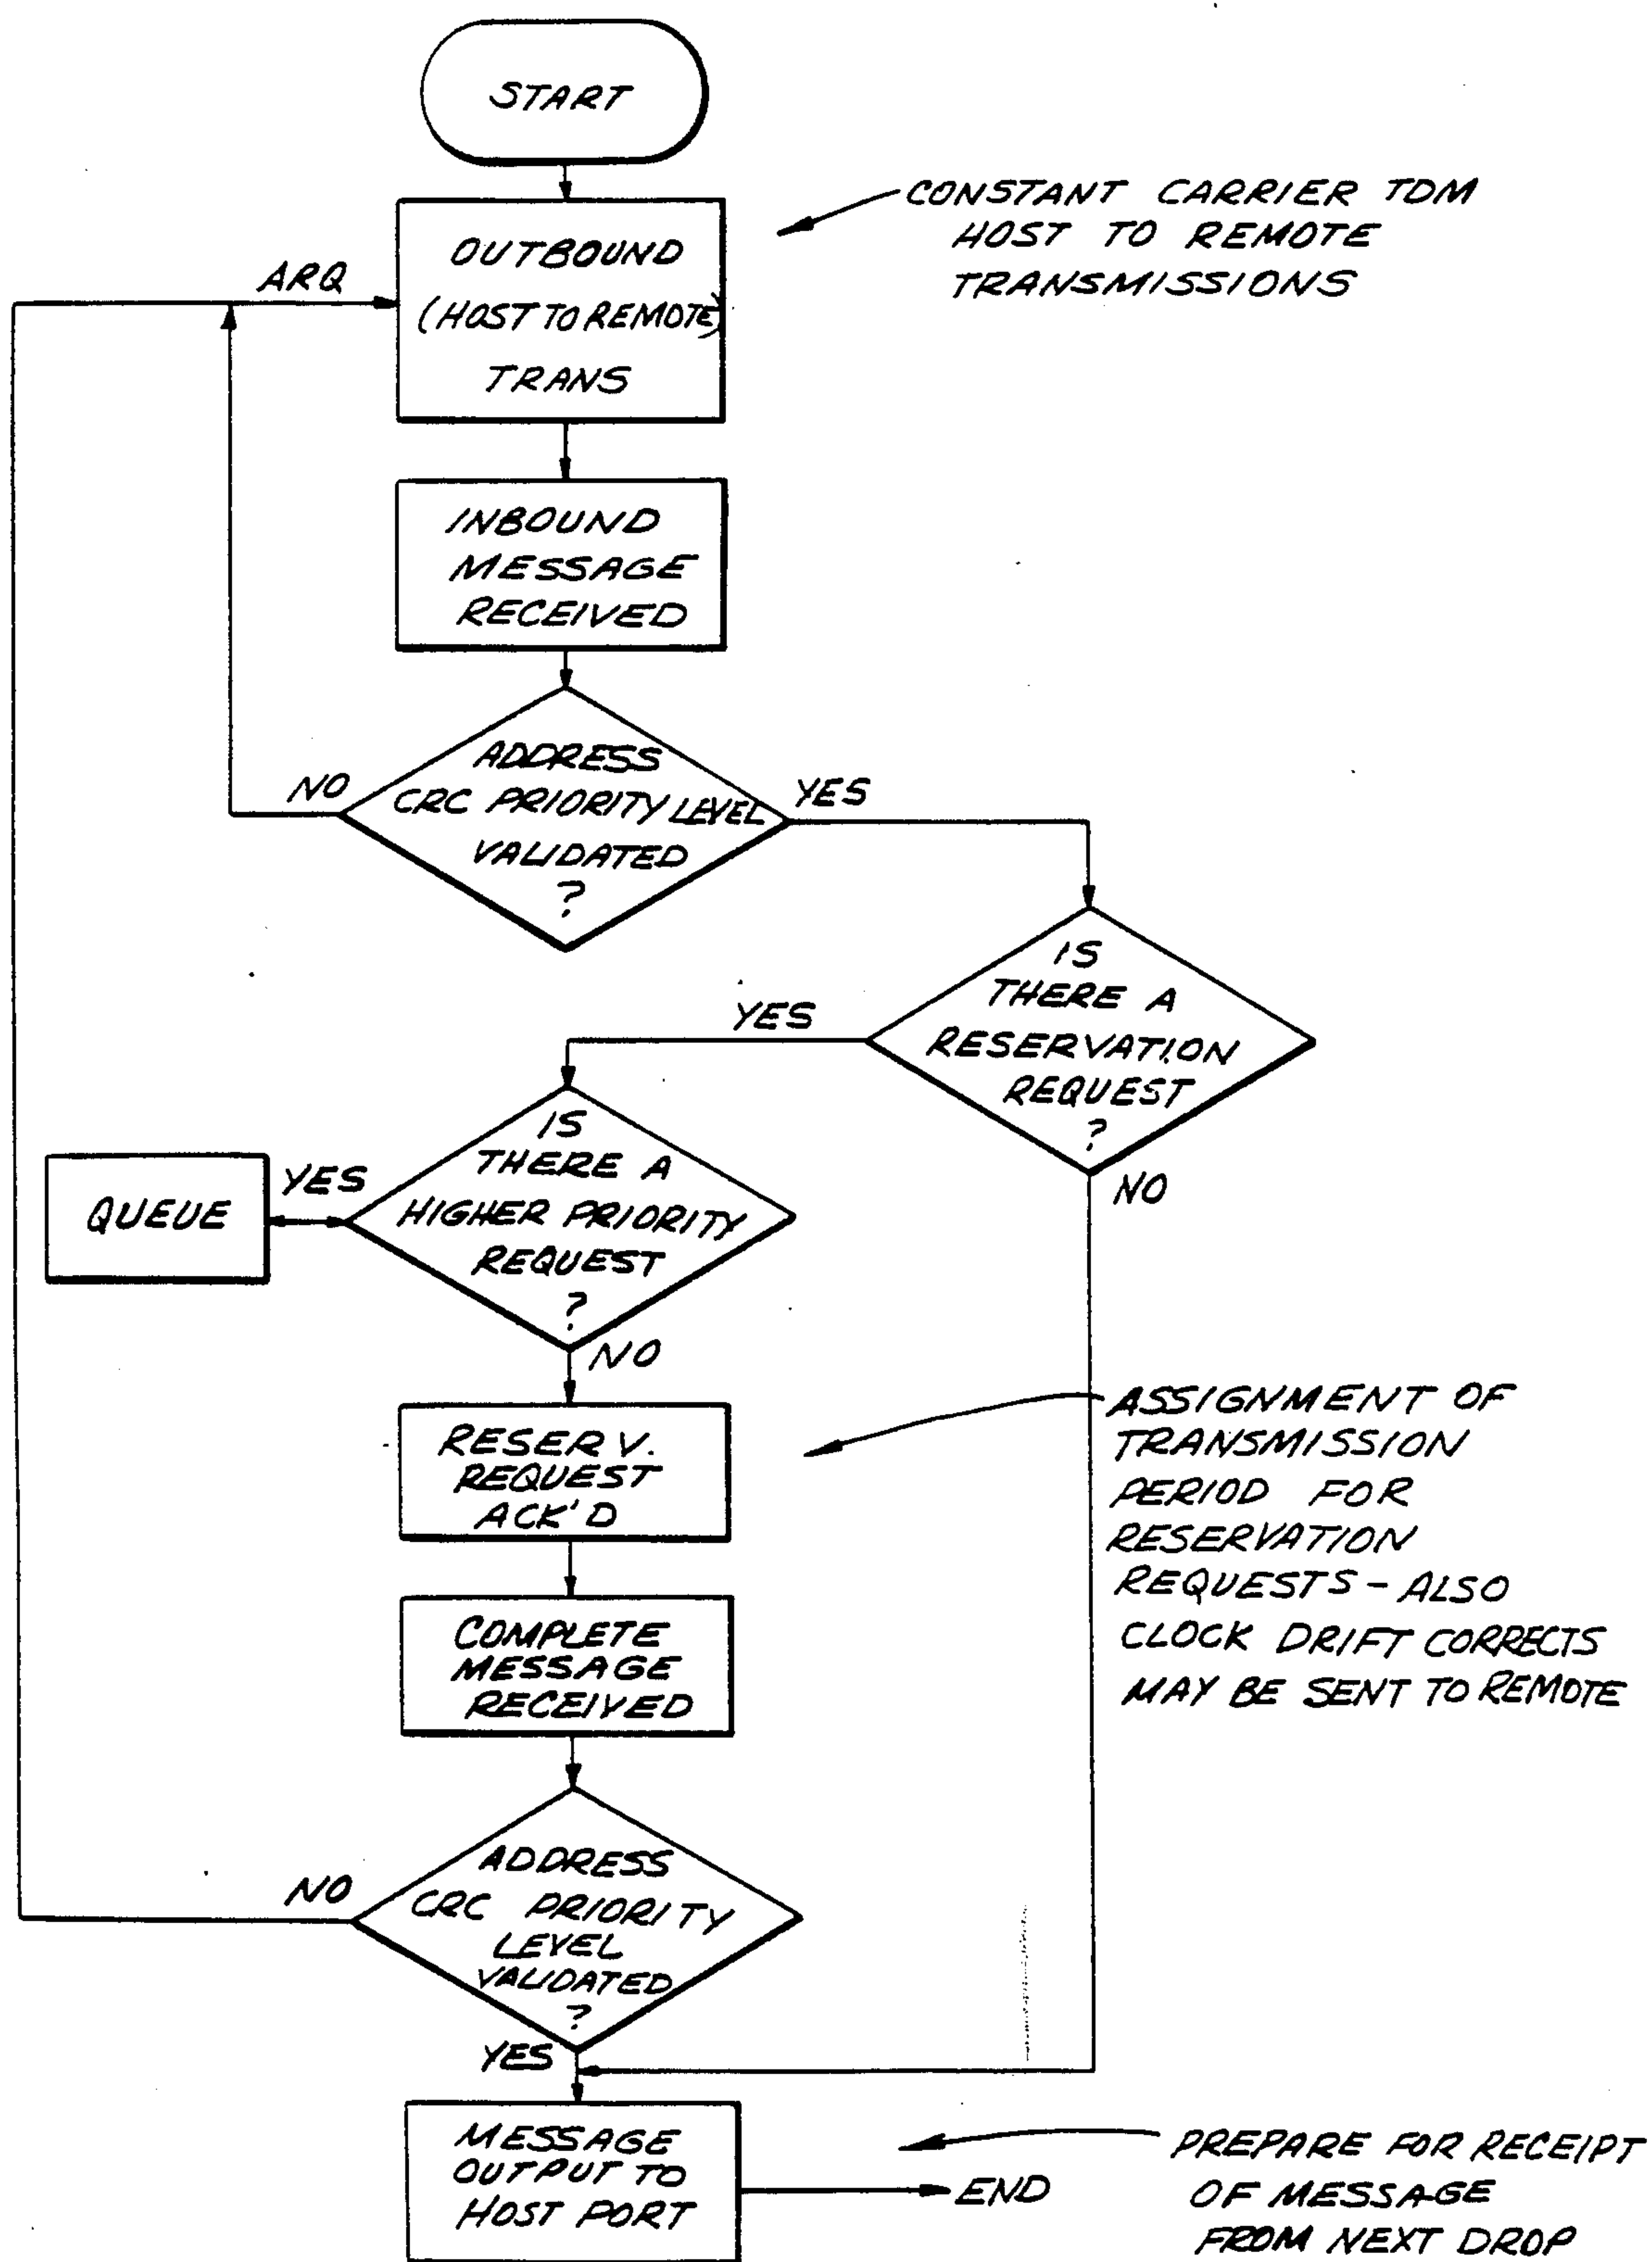 START
CONSTANT CARRIER TDM
HOST TO REMOTE
TRANSMISSIONS
ARQ
OUTBOUND
(HOST TO REMOTE)
TRANS
INBOUND
MESSAGE
RECEIVED
ADDRESS
CRC PRIORITY LEVEL
VALIDATED
?
NO
YES
IS
THERE A
RESERVATION
REQUEST
?
YES
NO
IS
THERE A
HIGHER PRIORITY
REQUEST
?
YES
QUEUE
NO
RESERV.
REQUEST
ACK'D
ASSIGNMENT OF
TRANSMISSION
PERIOD FOR
RESERVATION
REQUESTS - ALSO
CLOCK DRIFT CORRECTS
MAY BE SENT TO REMOTE
COMPLETE
MESSAGE
RECEIVED
ADDRESS
CRC PRIORITY
LEVEL
VALIDATED
?
NO
YES
MESSAGE
OUTPUT TO
HOST PORT
END
PREPARE FOR RECEIPT
OF MESSAGE
FROM NEXT DROP